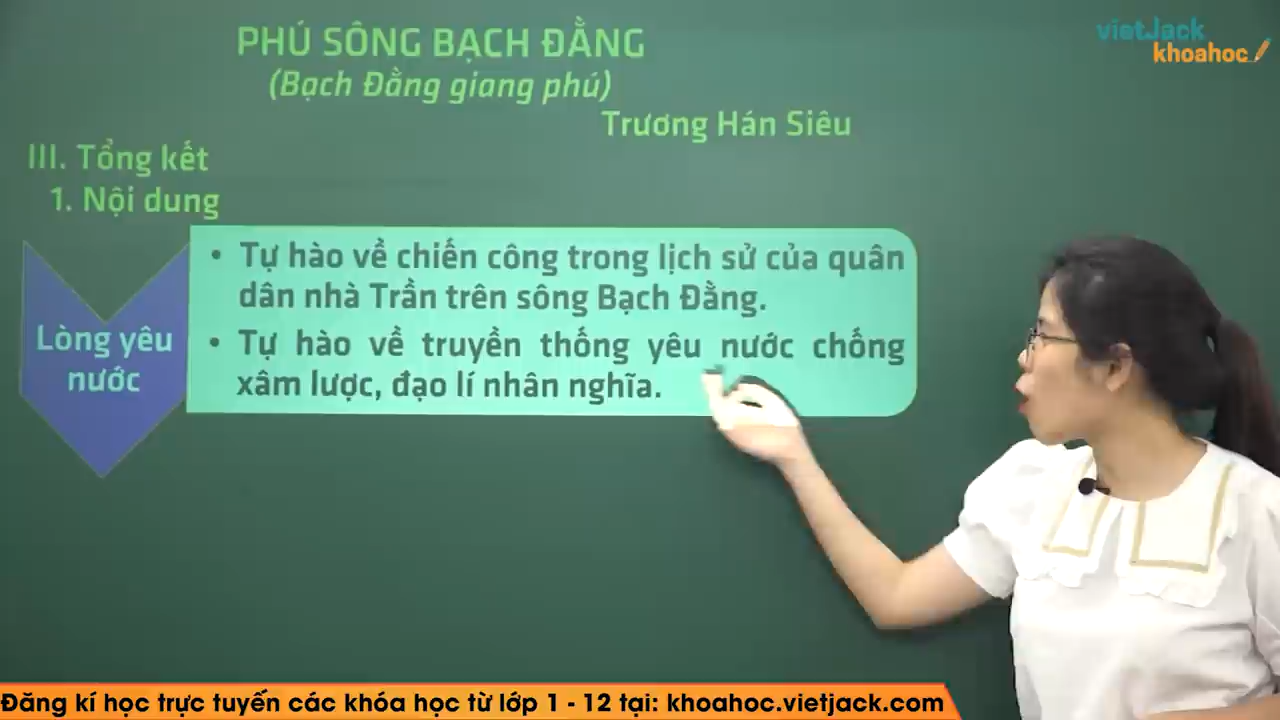 PHÚ SÔNG BẠCH ĐẰNG
(Bạch Đằng giang phú)
Trương Hán Siêu
vietJack
khoahoc
III. Tổng kết
1. Nội dung
Lòng yêu
nước
• Tự hào về chiến công trong lịch sử của quân
dân nhà Trần trên sông Bạch Đằng.
• Tự hào về truyền thống yêu nước chống
xâm lược, đạo lí nhân nghĩa.
Đăng kí học trực tuyến các khóa học từ lớp 1 - 12 tại: khoahoc.vietjack.com